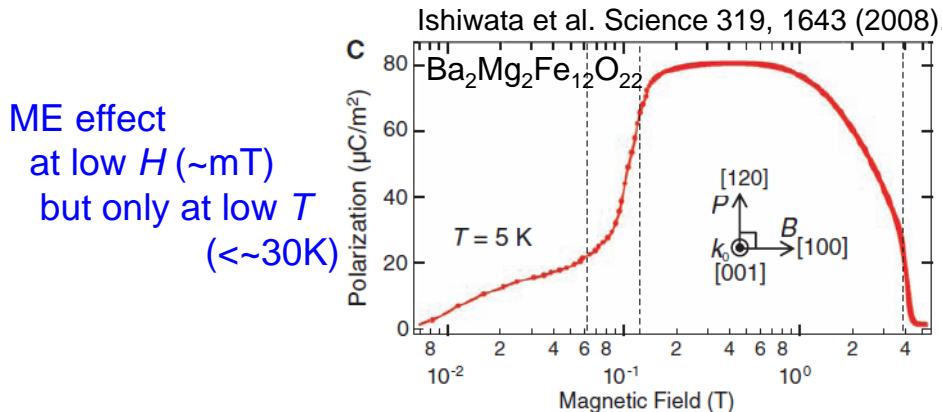 Ishiwata et al. Science 319, 1643 (2008).
C
Ba₂Mg₂Fe₁₂O₂₂
ME effect
at low H (~mT)
but only at low T
(<~30K)
Polarization (μC/m²)
80
60
40
20
0
T = 5 K
[120]
P
B
k₀
[100]
[001]
8 2 4 6 8 2 4 6 8 2 4
10⁻² 10⁻¹ 10⁰
Magnetic Field (T)